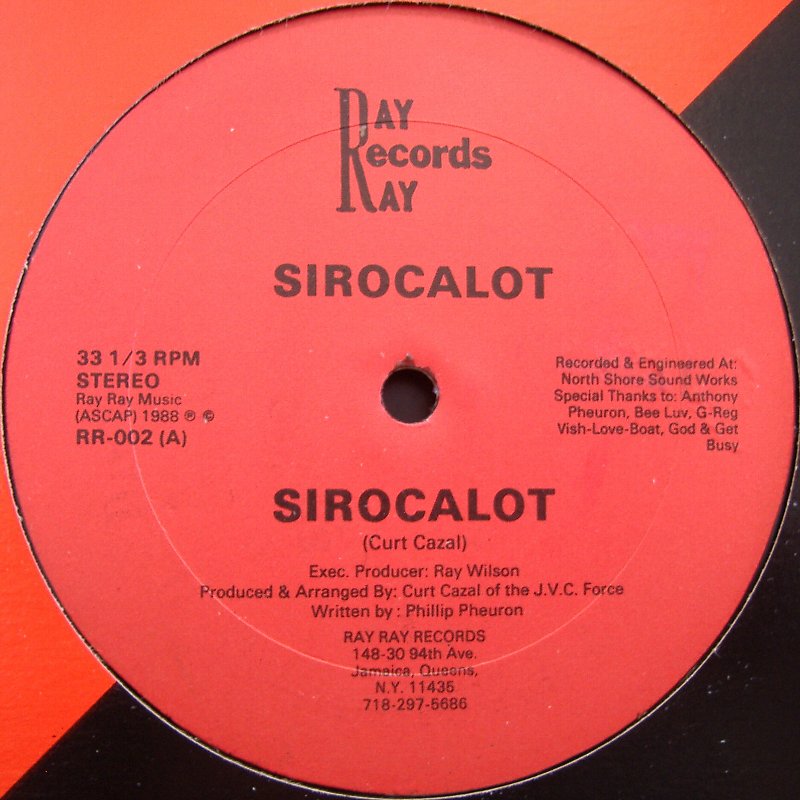 RAY
Records
RAY
SIROCALOT
33 1/3 RPM
STEREO
Ray Ray Music
(ASCAP) 1988 ℗ ©
RR-002 (A)
Recorded & Engineered At:
North Shore Sound Works
Special Thanks to: Anthony
Pheuron, Bee Luv, G-Reg
Vish-Love-Boat, God & Get
Busy
SIROCALOT
(Curt Cazal)
Exec. Producer: Ray Wilson
Produced & Arranged By: Curt Cazal of the J.V.C. Force
Written by : Phillip Pheuron
RAY RAY RECORDS
148-30 94th Ave.
Jamaica, Queens,
N.Y. 11435
718-297-5686